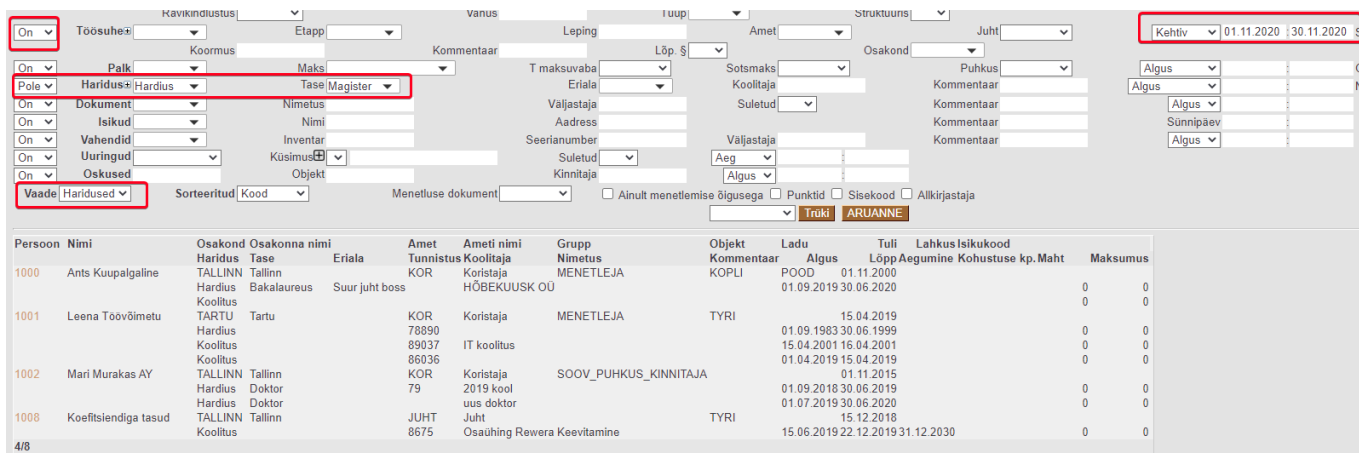 Ravikindlustus Vanus Tüüp Struktuuris
On Töösuhe Etapp Leping Amet Juht Kehtiv 01.11.2020 : 30.11.2020
Koormus Kommentaar Lõp. § Osakond
On Palk Maks T maksuvaba Sotsmaks Puhkus Algus :
Pole Haridus Hardius Tase Magister Eriala Koolitaja Kommentaar Algus :
On Dokument Nimetus Väljastaja Suletud Kommentaar Algus :
On Isikud Nimi Aadress Kommentaar Sünnipäev :
On Vahendid Inventar Seerianumber Väljastaja Kommentaar Algus :
On Uuringud Küsimus Suletud Aeg :
On Oskused Objekt Kinnitaja Algus :
Vaade Haridused Sorteeritud Kood Menetluse dokument Ainult menetlemise õigusega Punktid Sisekood Allkirjastaja
Trüki ARUANNE
Persoon Nimi Osakond Osakonna nimi Amet Ameti nimi Grupp Objekt Ladu Tuli Lahkus Isikukood
Haridus Tase Eriala Tunnistus Koolitaja Nimetus Kommentaar Algus Lõpp Aegumine Kohustuse kp. Maht Maksumus
1000 Ants Kuupalgaline TALLINN Tallinn KOR Koristaja MENETLEJA KOPLI POOD 01.11.2000
Hardius Bakalaureus Suur juht boss HÕBEKUUSK OÜ 01.09.2019 30.06.2020 0 0
Koolitus 0 0
1001 Leena Töövõimetu TARTU Tartu KOR Koristaja MENETLEJA TYRI 15.04.2019
Hardius 78890 01.09.1983 30.06.1999 0 0
Koolitus 89037 IT koolitus 15.04.2001 16.04.2001 0 0
Koolitus 86036 01.04.2019 15.04.2019 0 0
1002 Mari Murakas AY TALLINN Tallinn KOR Koristaja SOOV_PUHKUS_KINNITAJA 01.11.2015
Hardius Doktor 79 2019 kool 01.09.2018 30.06.2019 0 0
Hardius Doktor uus doktor 01.07.2019 30.06.2020 0 0
1008 Koefitsiendiga tasud TALLINN Tallinn JUHT Juht TYRI 15.12.2018
Koolitus 8675 Osaühing Rewera Keevitamine 15.06.2019 22.12.2019 31.12.2030 0 0
4/8